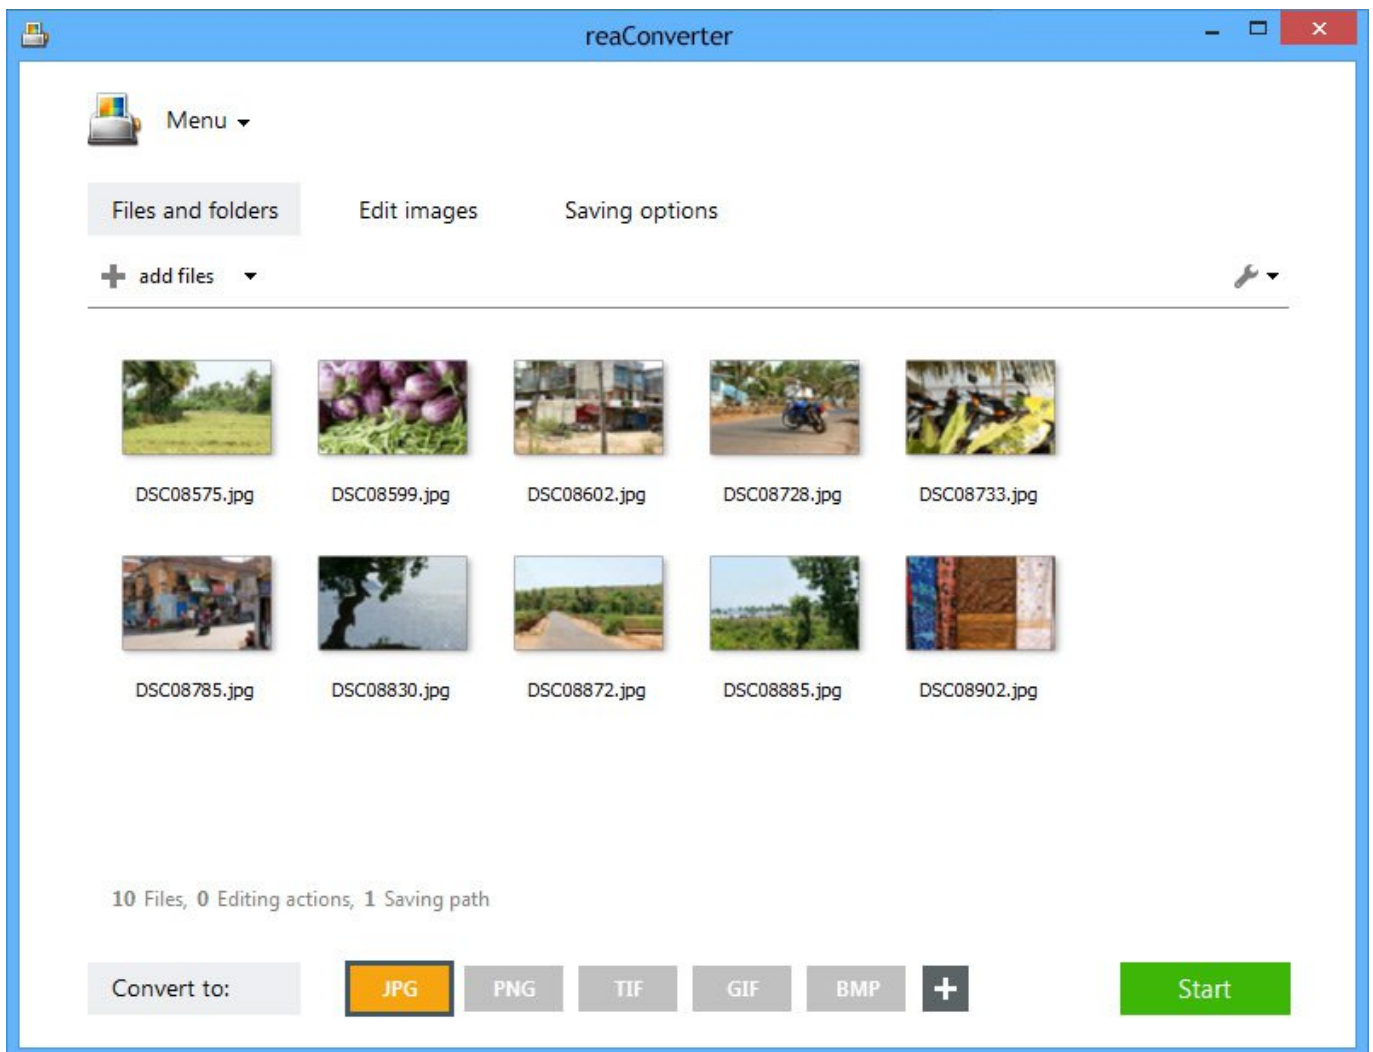 reaConverter
Menu
Files and folders Edit images Saving options
add files
DSC08575.jpg DSC08599.jpg DSC08602.jpg DSC08728.jpg DSC08733.jpg
DSC08785.jpg DSC08830.jpg DSC08872.jpg DSC08885.jpg DSC08902.jpg
10 Files, 0 Editing actions, 1 Saving path
Convert to: JPG PNG TIF GIF BMP Start